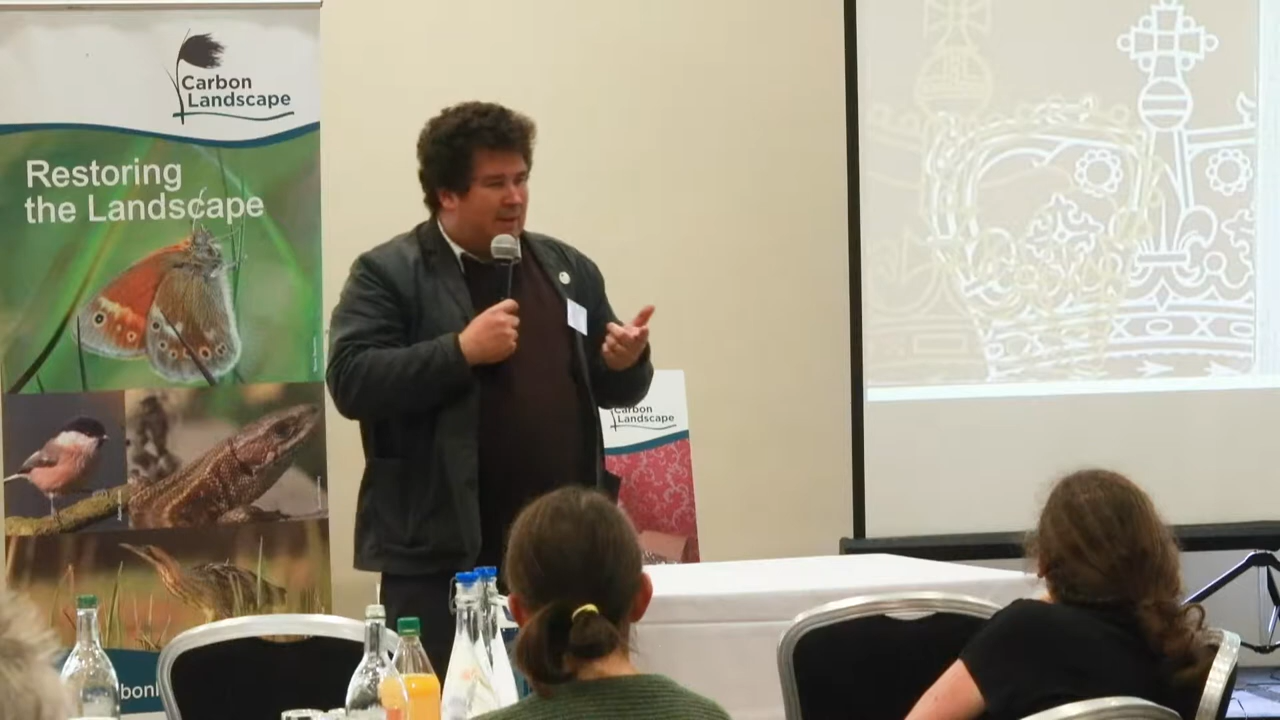 Carbon
Landscape
Restoring
the Landscape
Carbon
Landscape